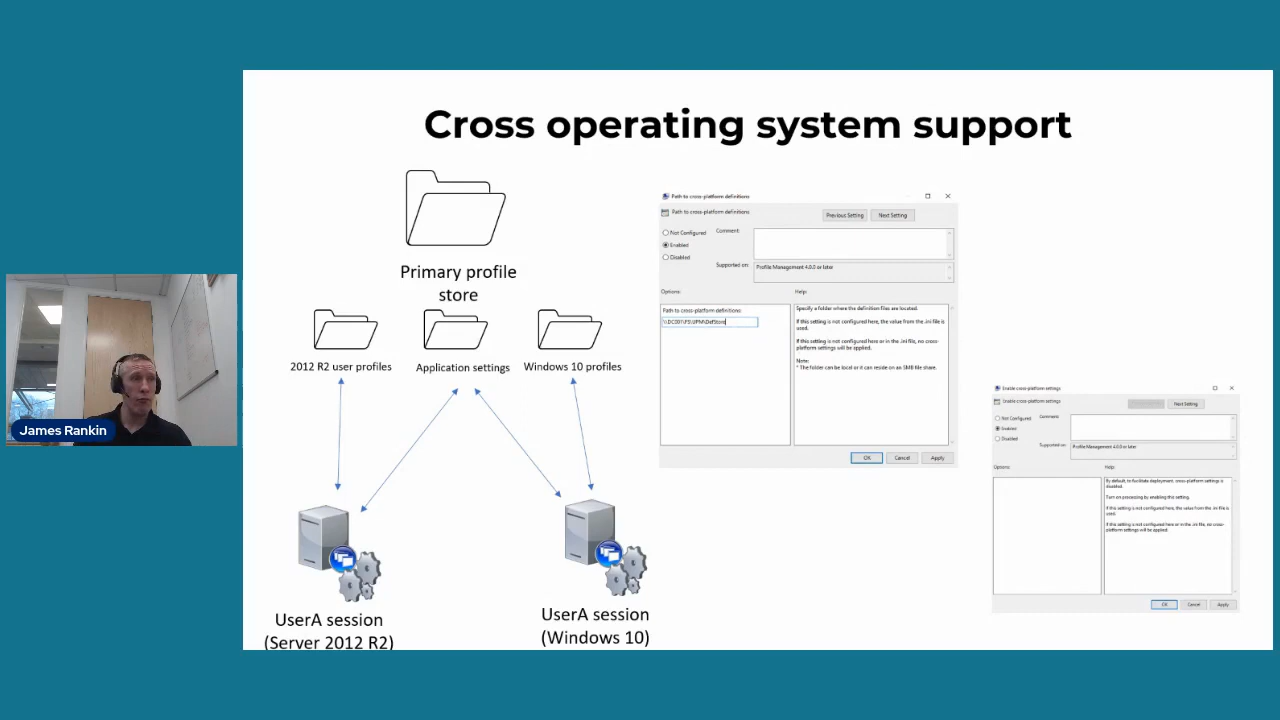 Cross operating system support
Primary profile
store
2012 R2 user profiles
Application settings
Windows 10 profiles
UserA session
(Server 2012 R2)
UserA session
(Windows 10)
Path to cross-platform definitions
Path to cross-platform definitions
Previous Setting
Next Setting
Not Configured
Enabled
Disabled
Comment:
Supported on:
Profile Management 4.0.0 or later
Options:
Help:
Path to cross-platform definitions:
Specify a folder where the definition files are located.
If this setting is not configured here, the value from the .ini file is
used.
If this setting is not configured here or in the .ini file, no cross-
platform settings will be applied.
Note:
* The folder can be local or it can reside on an SMB file share.
OK
Cancel
Apply
Enable cross-platform settings
Enable cross-platform settings
Next Setting
Not Configured
Enabled
Disabled
Comment:
Supported on:
Profile Management 4.0.0 or later
Options:
Help:
By default, to facilitate deployment, cross-platform settings is
disabled.
Turn on processing by enabling this setting.
If this setting is not configured here, the value from the .ini file is
used.
If this setting is not configured here or in the .ini file, no cross-
platform settings will be applied.
OK
Cancel
Apply
James Rankin